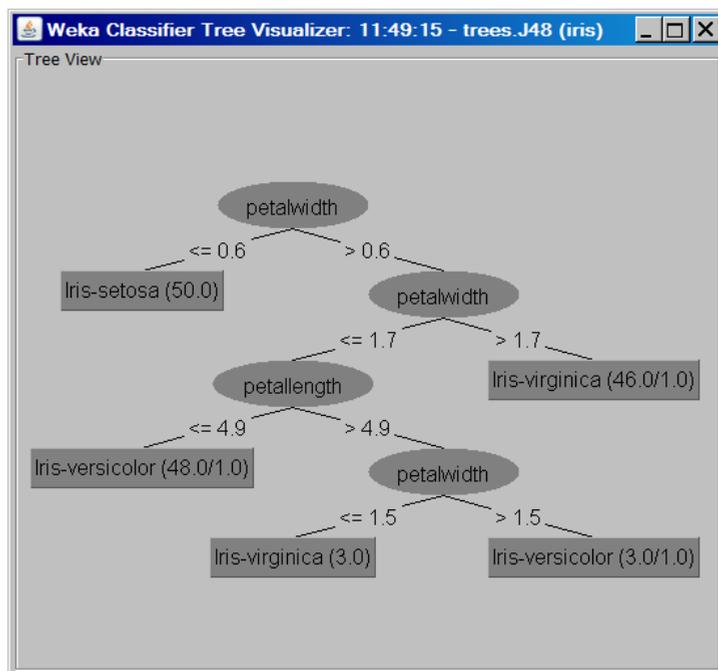 Weka Classifier Tree Visualizer: 11:49:15 - trees.J48 (iris)
Tree View
petalwidth
<= 0.6
> 0.6
Iris-setosa (50.0)
petalwidth
<= 1.7
> 1.7
petallength
Iris-virginica (46.0/1.0)
<= 4.9
> 4.9
Iris-versicolor (48.0/1.0)
petalwidth
<= 1.5
> 1.5
Iris-virginica (3.0)
Iris-versicolor (3.0/1.0)